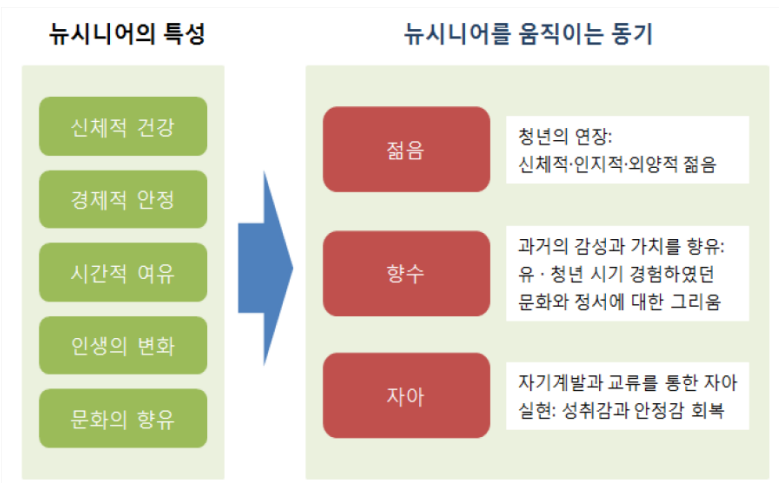 뉴시니어의 특성
신체적 건강
경제적 안정
시간적 여유
인생의 변화
문화의 향유
뉴시니어를 움직이는 동기
젊음
청년의 연장:
신체적·인지적·외양적 젊음
향수
과거의 감성과 가치를 향유:
유 · 청년 시기 경험하였던
문화와 정서에 대한 그리움
자아
자기계발과 교류를 통한 자아
실현: 성취감과 안정감 회복